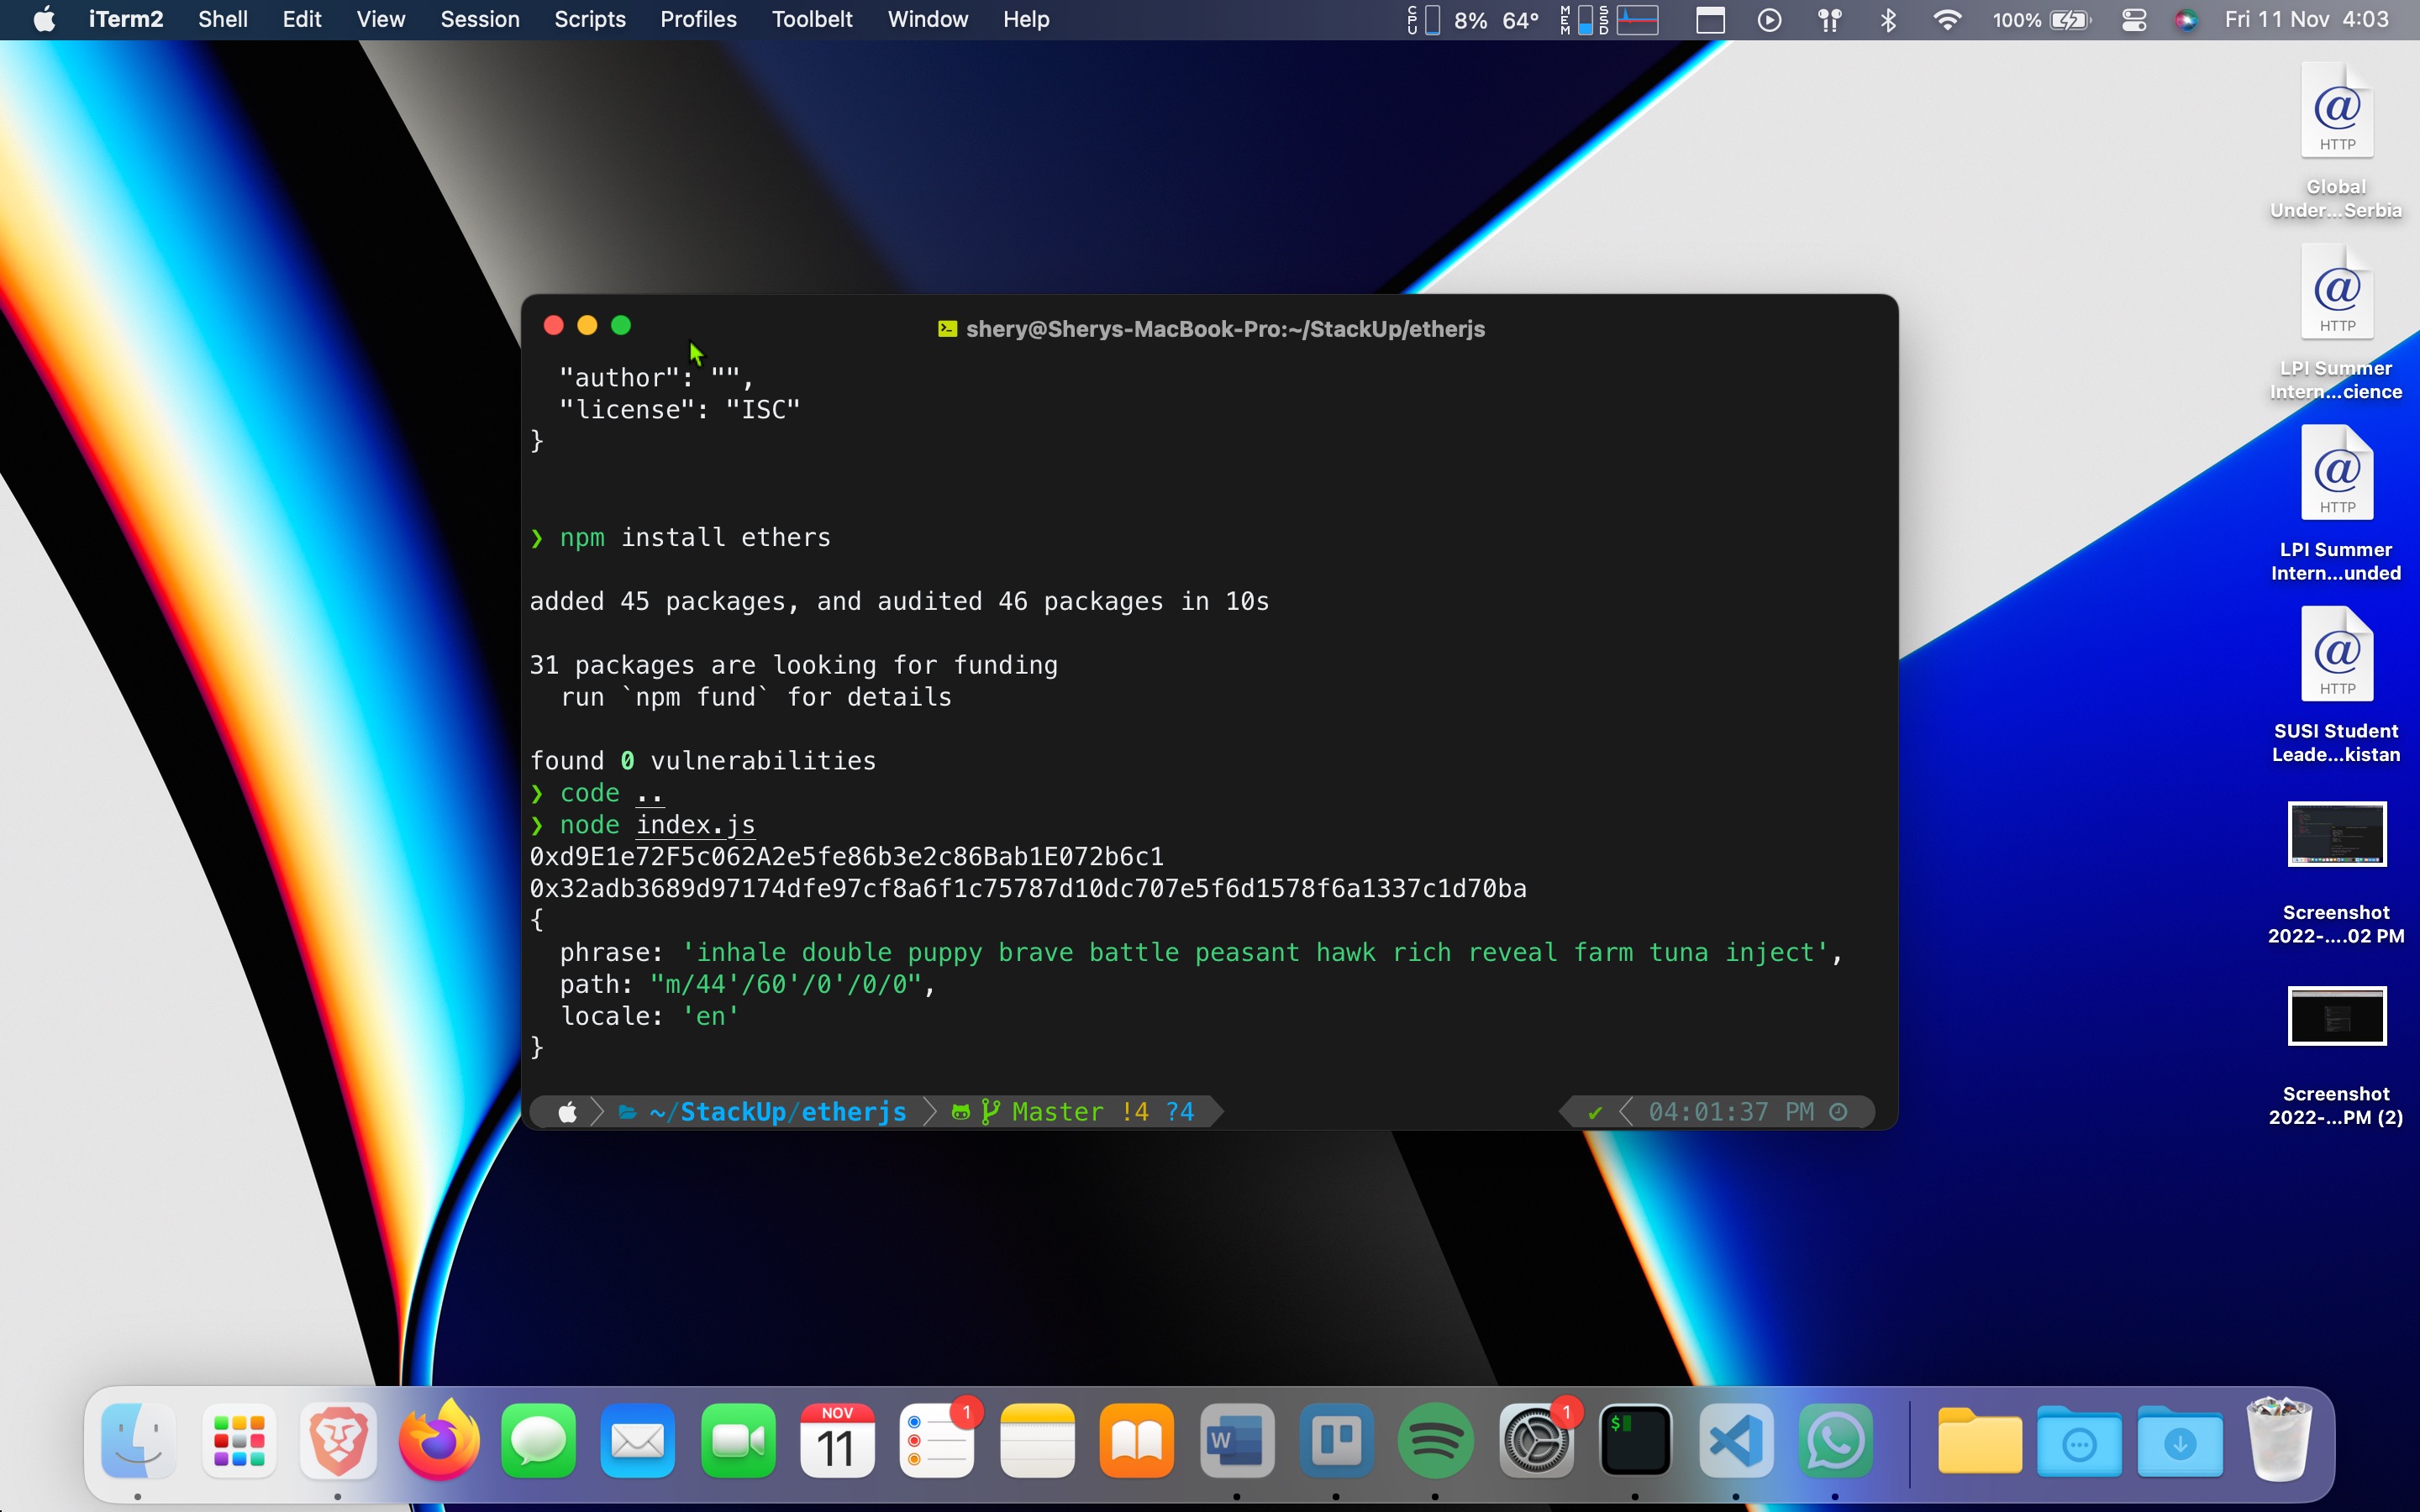 iTerm2 Shell Edit View Session Scripts Profiles Toolbelt Window Help CPU 8% 64° MEM SSD 100% Fri 11 Nov 4:03
shery@Sherys-MacBook-Pro:~/StackUp/etherjs
"author": "",
"license": "ISC"
}
❯ npm install ethers
added 45 packages, and audited 46 packages in 10s
31 packages are looking for funding
run `npm fund` for details
found 0 vulnerabilities
❯ code ..
❯ node index.js
0xd9E1e72F5c062A2e5fe86b3e2c86Bab1E072b6c1
0x32adb3689d97174dfe97cf8a6f1c75787d10dc707e5f6d1578f6a1337c1d70ba
{
phrase: 'inhale double puppy brave battle peasant hawk rich reveal farm tuna inject',
path: "m/44'/60'/0'/0/0",
locale: 'en'
}
~/StackUp/etherjs Master !4 ?4 ✔ 04:01:37 PM
HTTP
Global
Under...Serbia
HTTP
LPI Summer
Intern...cience
HTTP
LPI Summer
Intern...unded
HTTP
SUSI Student
Leade...kistan
Screenshot
2022-....02 PM
Screenshot
2022-...PM (2)
NOV
11
1
W
1
$